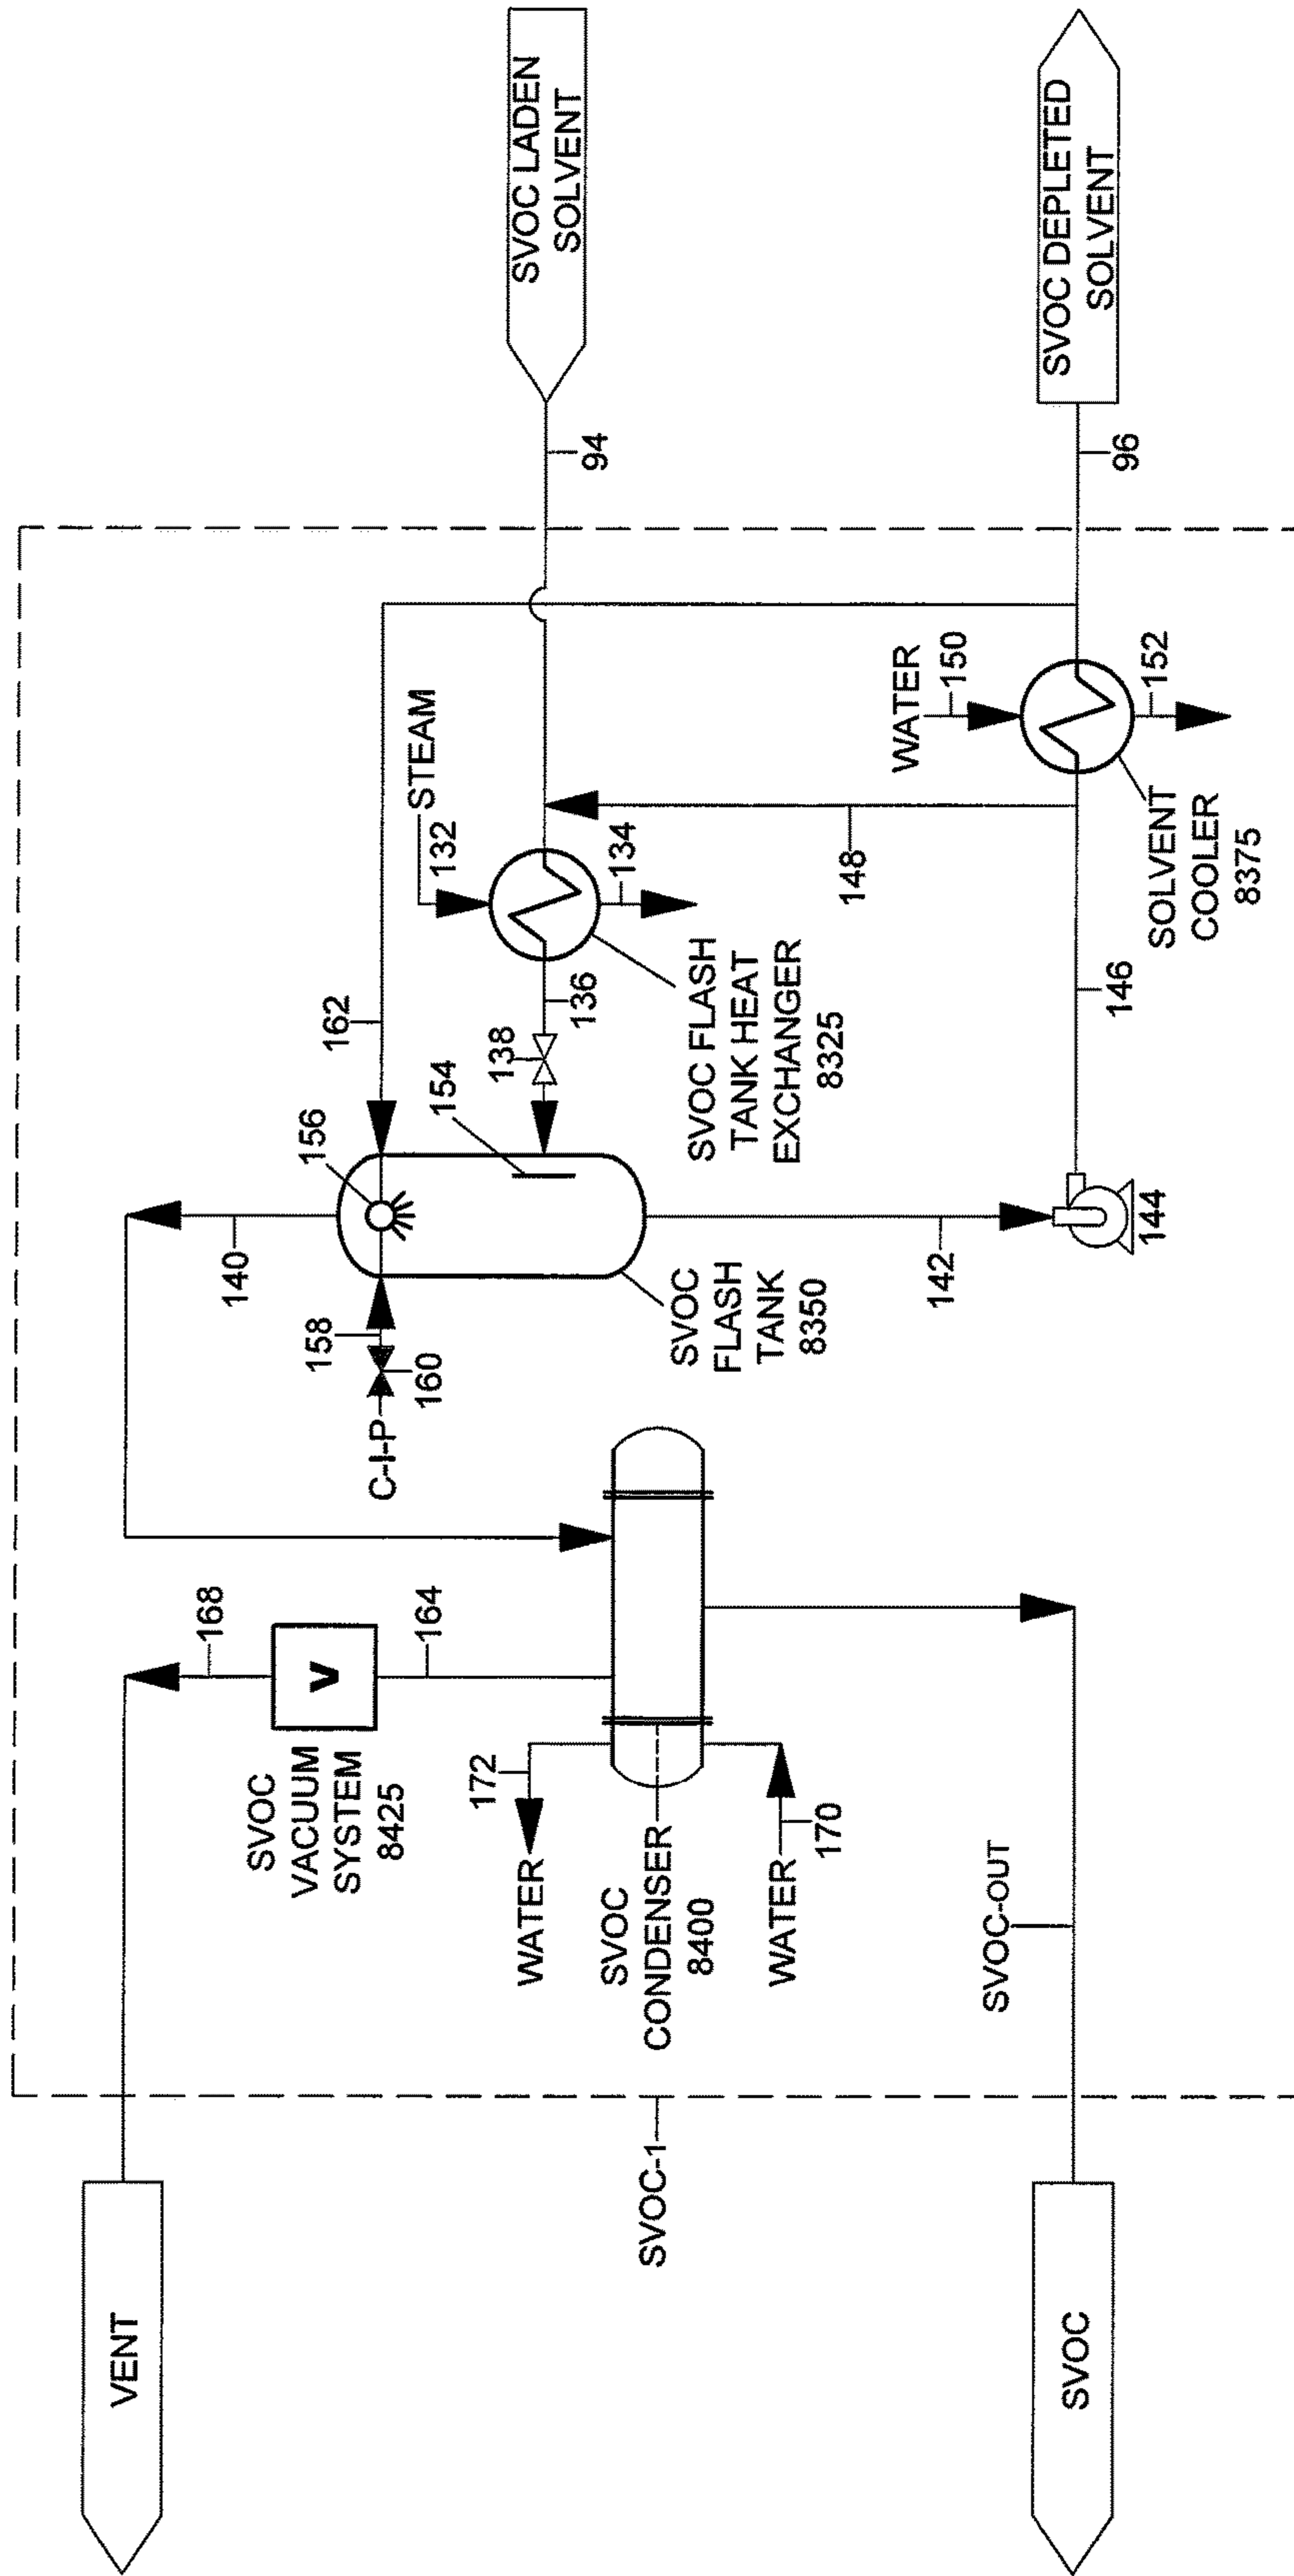 VENT
168
SVOC
VACUUM
SYSTEM
8425
V
164
172
WATER
SVOC
CONDENSER
8400
WATER
170
SVOC-1
SVOC-OUT
SVOC
140
C-I-P
158
160
156
162
SVOC
FLASH
TANK
8350
154
138
136
STEAM
132
134
SVOC FLASH
TANK HEAT
EXCHANGER
8325
142
144
146
148
WATER
150
152
SOLVENT
COOLER
8375
94
SVOC LADEN
SOLVENT
96
SVOC DEPLETED
SOLVENT